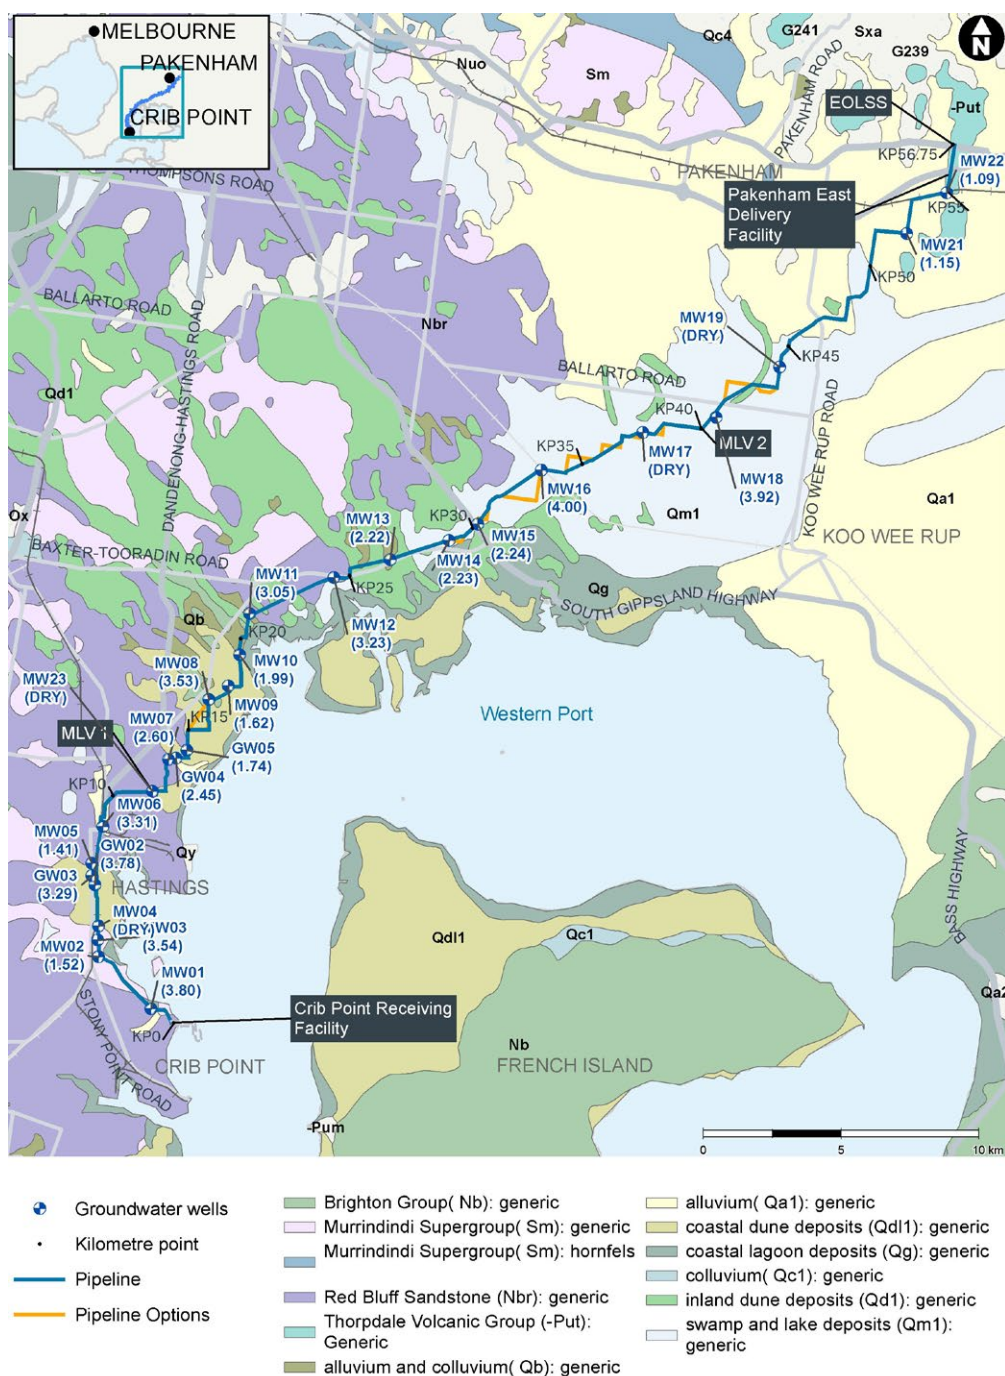 MELBOURNE
PAKENHAM
CRIB POINT
N
Qc4
G241
Sxa
G239
Nuo
Sm
PAKENHAM ROAD
EOLSS
-Put
KP56.75
PAKENHAM
MW22
(1.09)
THOMPSONS ROAD
Pakenham East
Delivery
Facility
KP55
MW21
(1.15)
KP50
BALLARTO ROAD
DANDENONG-HASTINGS ROAD
Nbr
MW19
(DRY)
KP45
BALLARTO ROAD
Qd1
KP40
MLV 2
KOO WEE RUP ROAD
KP35
MW17
(DRY)
MW18
(3.92)
MW16
(4.00)
Qa1
Ox
MW13
(2.22)
KP30
Qm1
KOO WEE RUP
BAXTER-TOORADIN ROAD
MW15
(2.24)
MW14
(2.23)
MW11
(3.05)
KP25
Qg
SOUTH GIPPSLAND HIGHWAY
Qb
MW12
(3.23)
KP20
MW08
(3.53)
MW10
(1.99)
MW23
(DRY)
MW09
(1.62)
KP15
Western Port
MW07
(2.60)
MLV 1
GW05
(1.74)
GW04
(2.45)
KP10
MW06
(3.31)
MW05
(1.41)
GW02
(3.78)
Qy
GW03
(3.29)
HASTINGS
BASS HIGHWAY
MW04
(DRY)
W03
(3.54)
MW02
(1.52)
Qdl1
Qc1
MW01
(3.80)
Qa2
STONY POINT ROAD
KP0
Crib Point Receiving
Facility
CRIB POINT
Nb
FRENCH ISLAND
-Pum
0 5 10 km
Groundwater wells
Kilometre point
Pipeline
Pipeline Options
Brighton Group( Nb): generic
Murrindindi Supergroup( Sm): generic
Murrindindi Supergroup( Sm): hornfels
Red Bluff Sandstone (Nbr): generic
Thorpdale Volcanic Group (-Put):
Generic
alluvium and colluvium( Qb): generic
alluvium( Qa1): generic
coastal dune deposits (Qdl1): generic
coastal lagoon deposits (Qg): generic
colluvium( Qc1): generic
inland dune deposits (Qd1): generic
swamp and lake deposits (Qm1):
generic